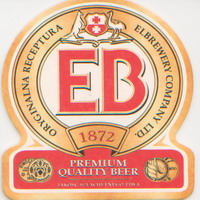 ORYGINALNA RECEPTURA
ELBREWERY COMPANY LTD.
EB
1872
PREMIUM
QUALITY BEER